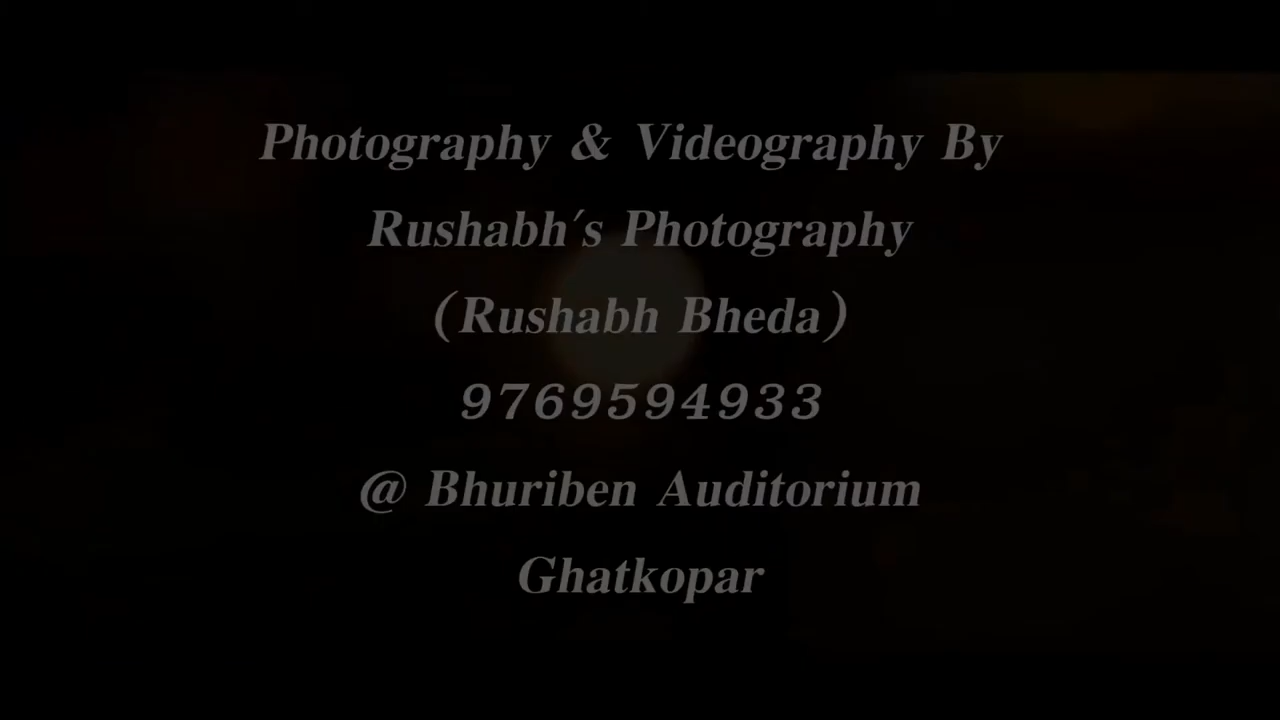 Photography & Videography By
Rushabh's Photography
(Rushabh Bheda)
9769594933
@ Bhuriben Auditorium
Ghatkopar